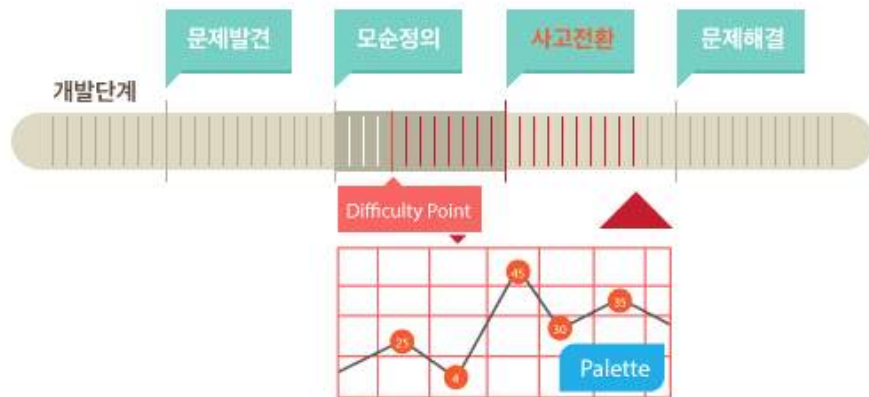 문제발견
모순정의
사고전환
문제해결
개발단계
Difficulty Point
45
35
30
25
4
Palette